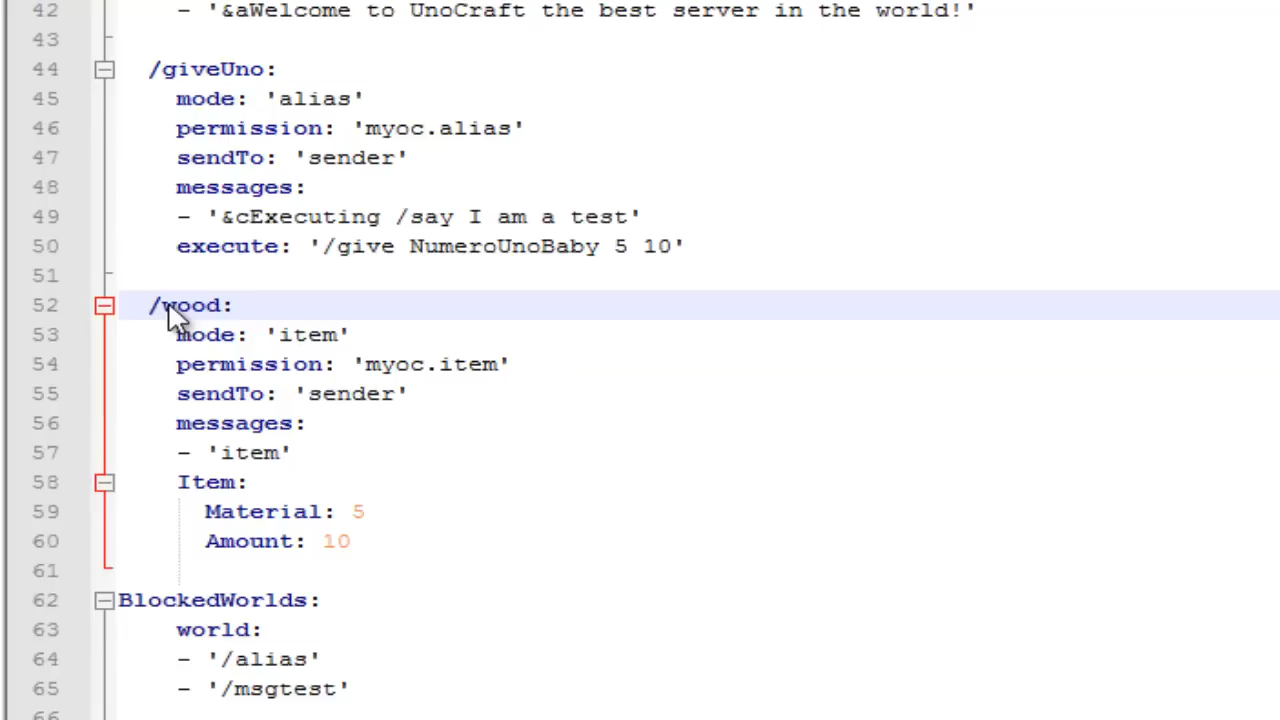 42 - '&aWelcome to UnoCraft the best server in the world!'
43
44 /giveUno:
45 mode: 'alias'
46 permission: 'myoc.alias'
47 sendTo: 'sender'
48 messages:
49 - '&cExecuting /say I am a test'
50 execute: '/give NumeroUnoBaby 5 10'
51
52 /wood:
53 mode: 'item'
54 permission: 'myoc.item'
55 sendTo: 'sender'
56 messages:
57 - 'item'
58 Item:
59 Material: 5
60 Amount: 10
61
62 BlockedWorlds:
63 world:
64 - '/alias'
65 - '/msgtest'
66